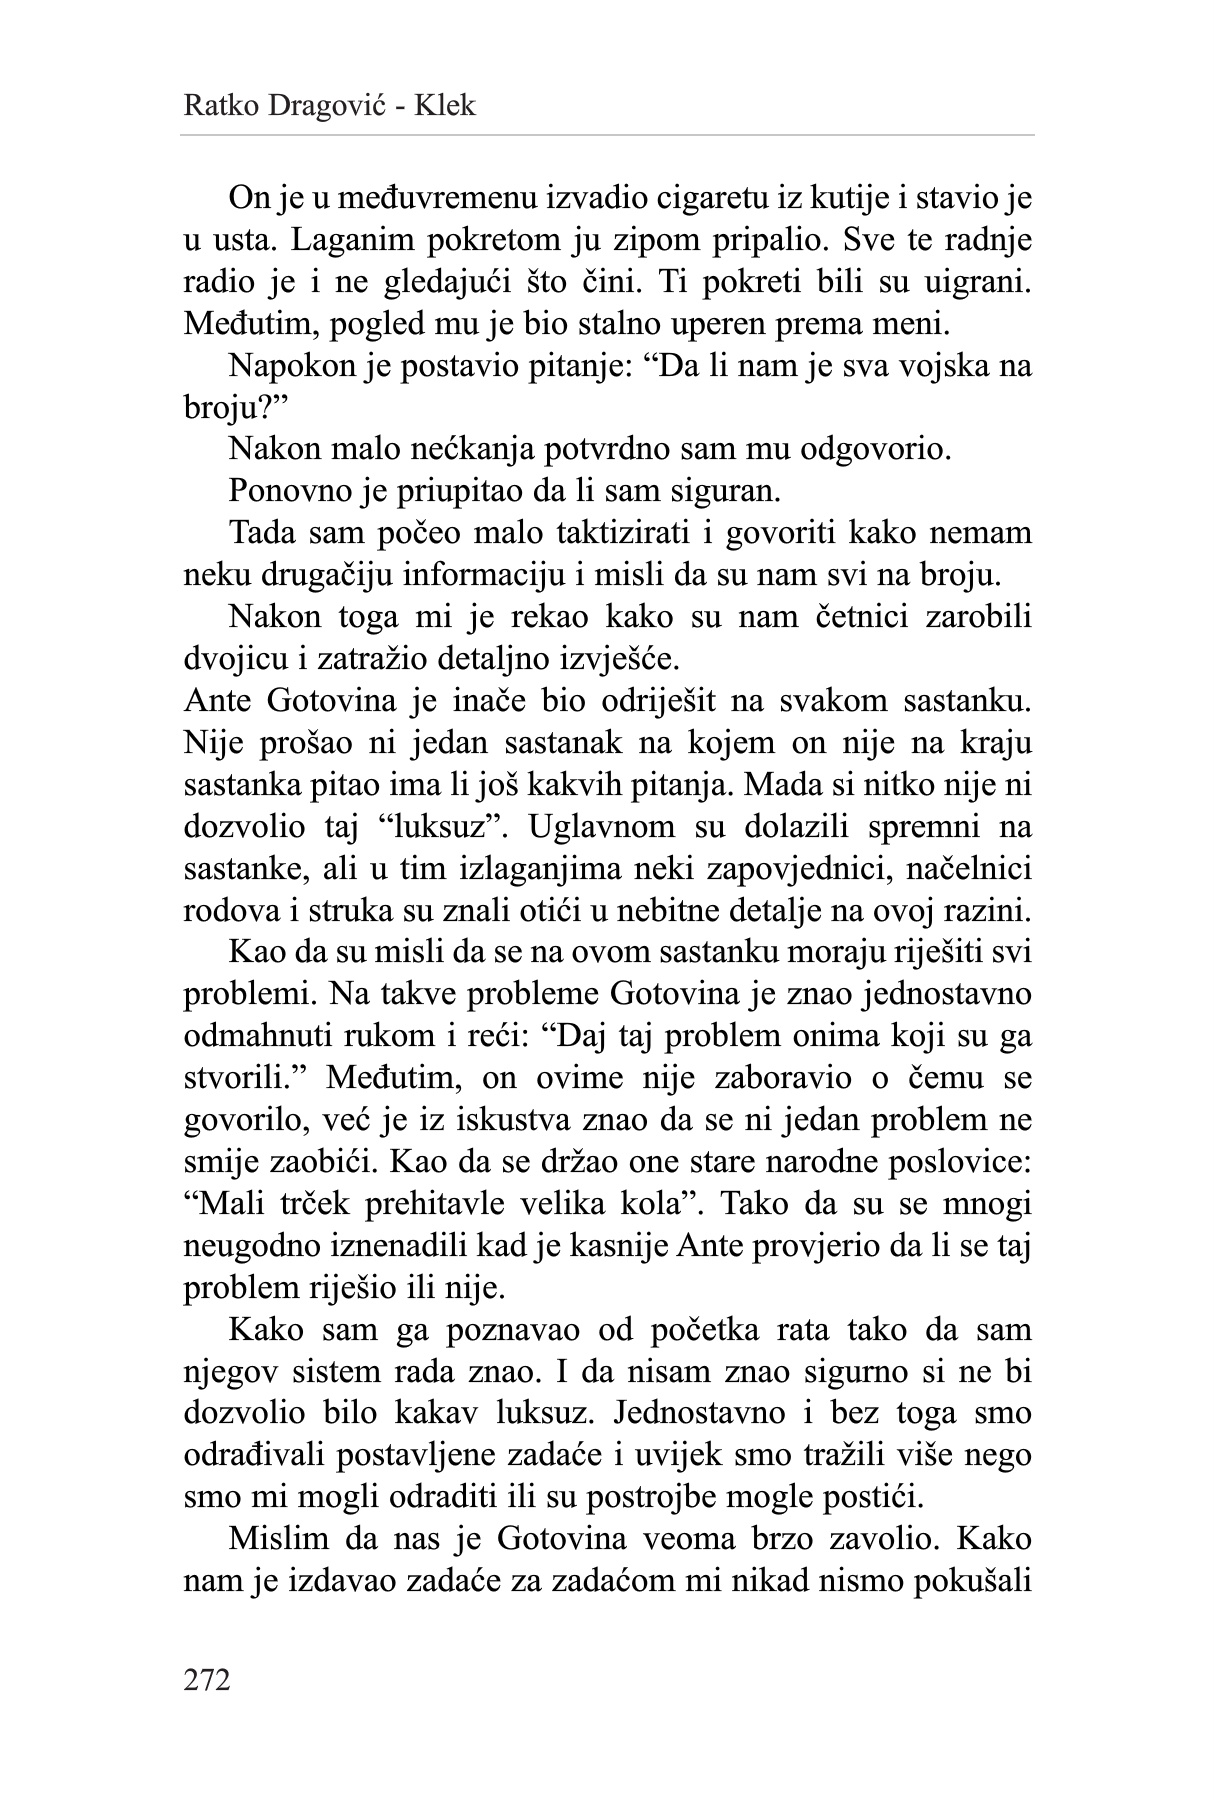 Ratko Dragović - Klek
On je u međuvremenu izvadio cigaretu iz kutije i stavio je
u usta. Laganim pokretom ju zipom pripalio. Sve te radnje
radio je i ne gledajući što čini. Ti pokreti bili su uigrani.
Međutim, pogled mu je bio stalno uperen prema meni.
Napokon je postavio pitanje: “Da li nam je sva vojska na
broju?”
Nakon malo nećkanja potvrdno sam mu odgovorio.
Ponovno je priupitao da li sam siguran.
Tada sam počeo malo taktizirati i govoriti kako nemam
neku drugačiju informaciju i misli da su nam svi na broju.
Nakon toga mi je rekao kako su nam četnici zarobili
dvojicu i zatražio detaljno izvješće.
Ante Gotovina je inače bio odriješit na svakom sastanku.
Nije prošao ni jedan sastanak na kojem on nije na kraju
sastanka pitao ima li još kakvih pitanja. Mada si nitko nije ni
dozvolio taj “luksuz”. Uglavnom su dolazili spremni na
sastanke, ali u tim izlaganjima neki zapovjednici, načelnici
rodova i struka su znali otići u nebitne detalje na ovoj razini.
Kao da su misli da se na ovom sastanku moraju riješiti svi
problemi. Na takve probleme Gotovina je znao jednostavno
odmahnuti rukom i reći: “Daj taj problem onima koji su ga
stvorili.” Međutim, on ovime nije zaboravio o čemu se
govorilo, već je iz iskustva znao da se ni jedan problem ne
smije zaobići. Kao da se držao one stare narodne poslovice:
“Mali trček prehitavle velika kola”. Tako da su se mnogi
neugodno iznenadili kad je kasnije Ante provjerio da li se taj
problem riješio ili nije.
Kako sam ga poznavao od početka rata tako da sam
njegov sistem rada znao. I da nisam znao sigurno si ne bi
dozvolio bilo kakav luksuz. Jednostavno i bez toga smo
odrađivali postavljene zadaće i uvijek smo tražili više nego
smo mi mogli odraditi ili su postrojbe mogle postići.
Mislim da nas je Gotovina veoma brzo zavolio. Kako
nam je izdavao zadaće za zadaćom mi nikad nismo pokušali
272